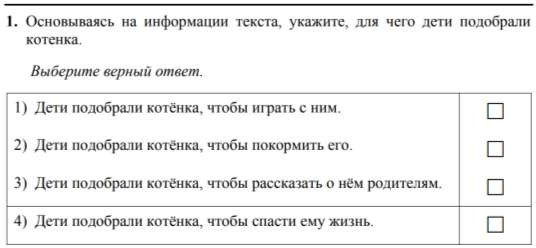 1. Основываясь на информации текста, укажите, для чего дети подобрали
котенка.
Выберите верный ответ.
1) Дети подобрали котёнка, чтобы играть с ним.
2) Дети подобрали котёнка, чтобы покормить его.
3) Дети подобрали котёнка, чтобы рассказать о нём родителям.
4) Дети подобрали котёнка, чтобы спасти ему жизнь.